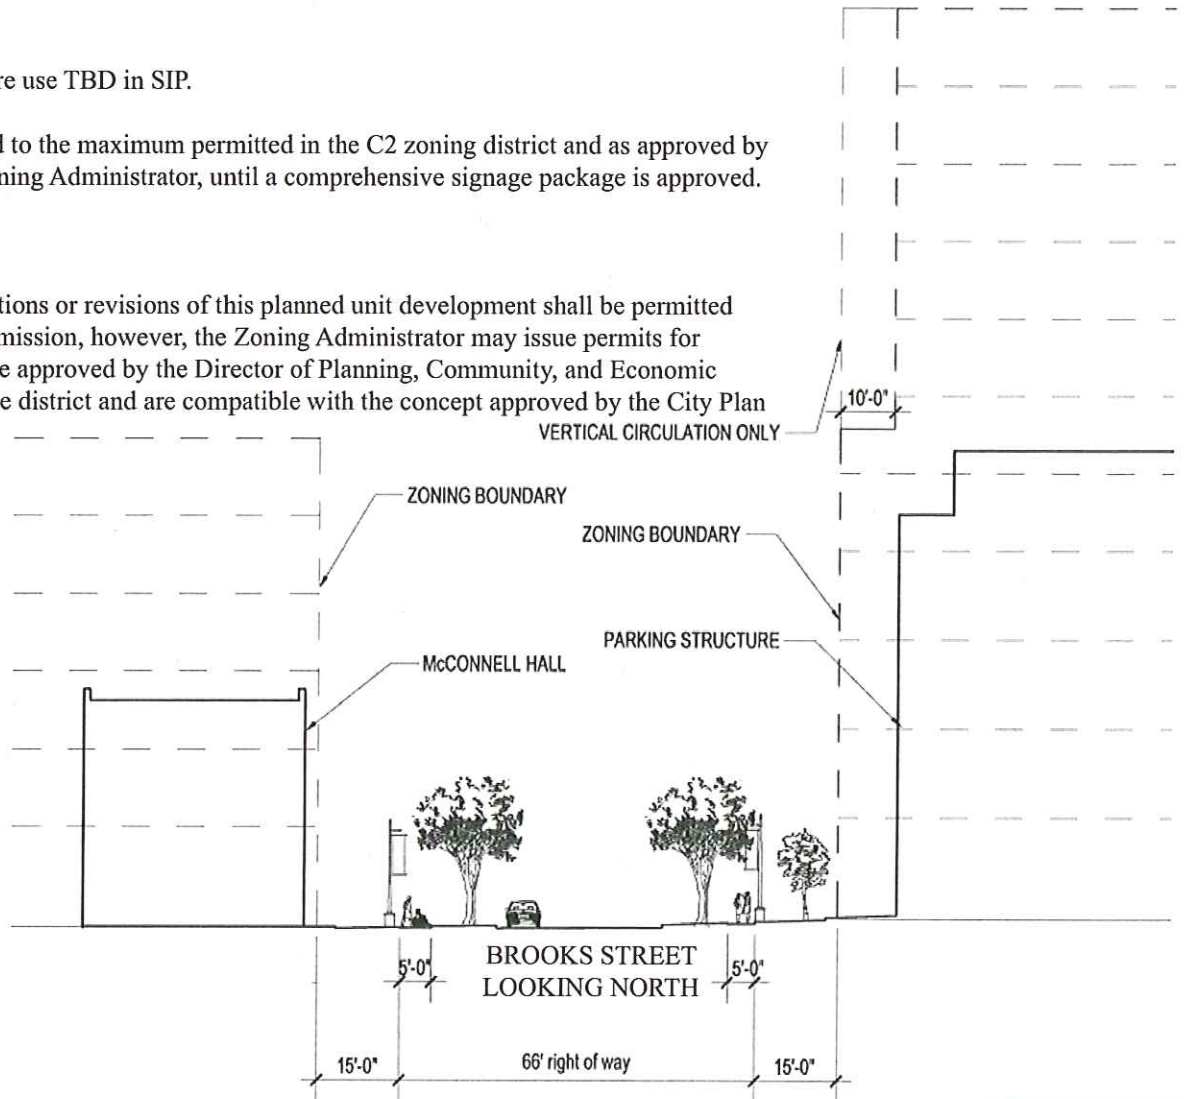 re use TBD in SIP.
d to the maximum permitted in the C2 zoning district and as approved by
ning Administrator, until a comprehensive signage package is approved.
tions or revisions of this planned unit development shall be permitted
mission, however, the Zoning Administrator may issue permits for
e approved by the Director of Planning, Community, and Economic
e district and are compatible with the concept approved by the City Plan
10'-0"
VERTICAL CIRCULATION ONLY
ZONING BOUNDARY
ZONING BOUNDARY
PARKING STRUCTURE
McCONNELL HALL
BROOKS STREET
LOOKING NORTH
5'-0"
5'-0"
15'-0"
66' right of way
15'-0"